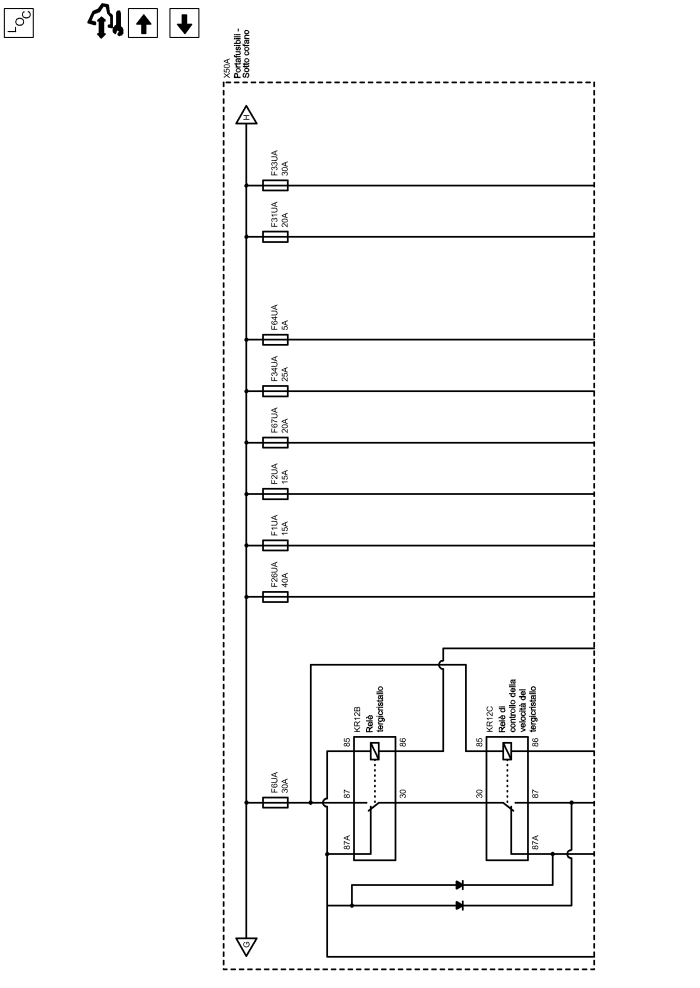 LOC
X50A
Portafusibili -
Sotto cofano
H
F33UA
30A
F31UA
20A
F64UA
5A
F34UA
25A
F67UA
20A
F2UA
15A
F1UA
15A
F26UA
40A
F6UA
30A
KR12B
Relè
tergicristallo
85
86
87
30
87A
KR12C
Relè di
controllo della
velocità del
tergicristallo
85
86
30
87
87A
G